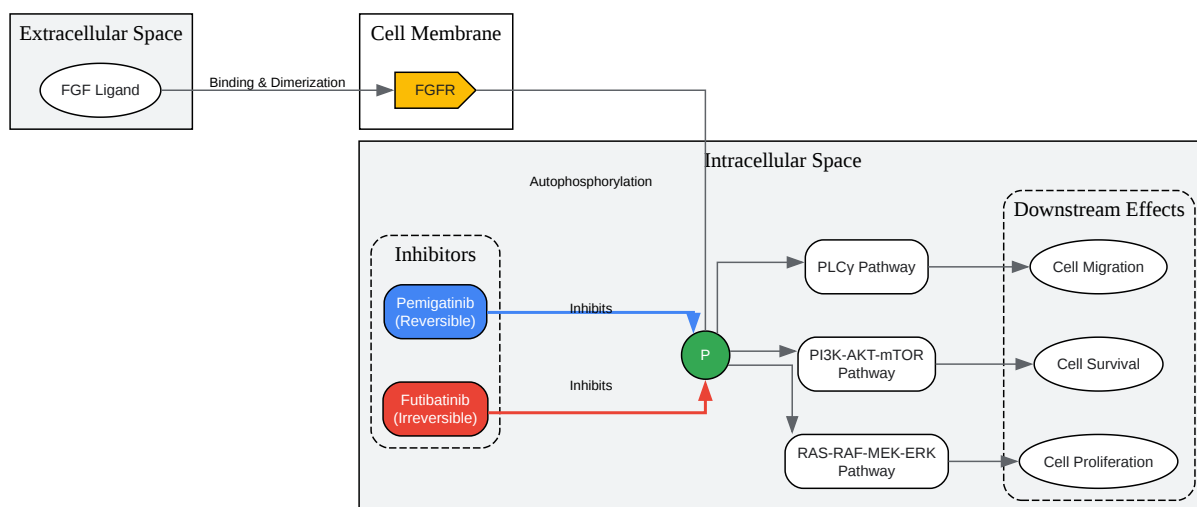 Extracellular Space
FGF Ligand
Binding & Dimerization
Cell Membrane
FGFR
Intracellular Space
Autophosphorylation
Inhibitors
Pemigatinib
(Reversible)
Inhibits
Futibatinib
(Irreversible)
Inhibits
P
PLCγ Pathway
PI3K-AKT-mTOR
Pathway
RAS-RAF-MEK-ERK
Pathway
Downstream Effects
Cell Migration
Cell Survival
Cell Proliferation